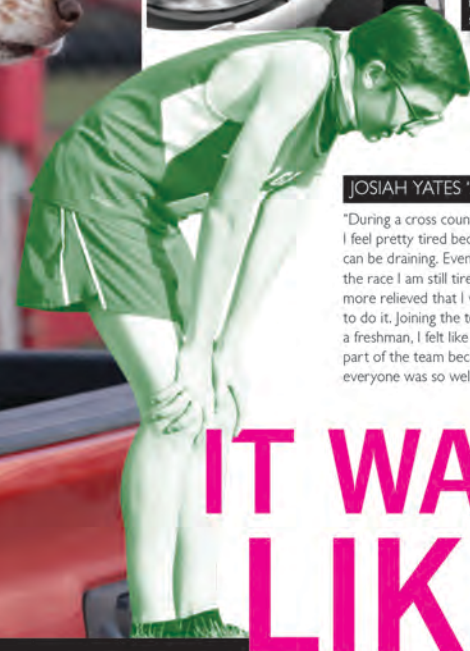 JOSIAH YATES '
"During a cross coun
I feel pretty tired bec
can be draining. Even
the race I am still tire
more relieved that I w
to do it. Joining the t
a freshman, I felt like
part of the team bec
everyone was so wel
IT WA
LIK